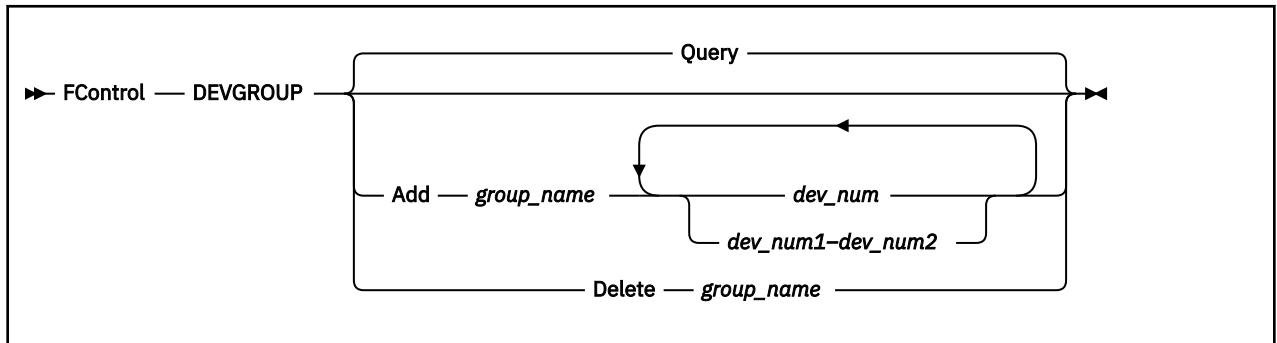 Query
FControl DEVGROUP
Add group_name dev_num
dev_num1–dev_num2
Delete group_name